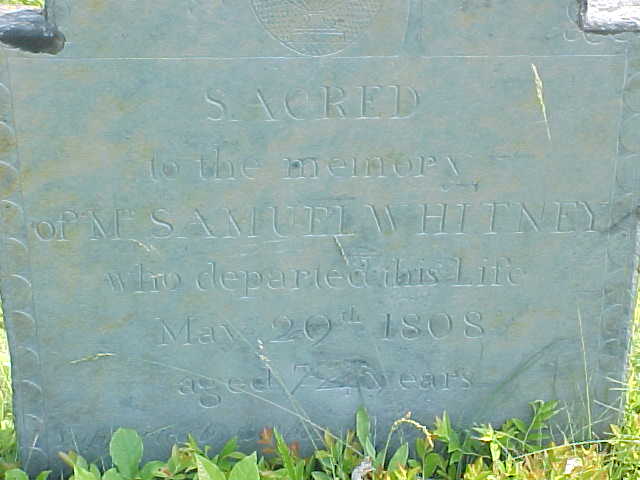 SACRED
to the memory
of Mr SAMUEL WHITNEY
who departed this Life
May 29th 1808
aged 72 years